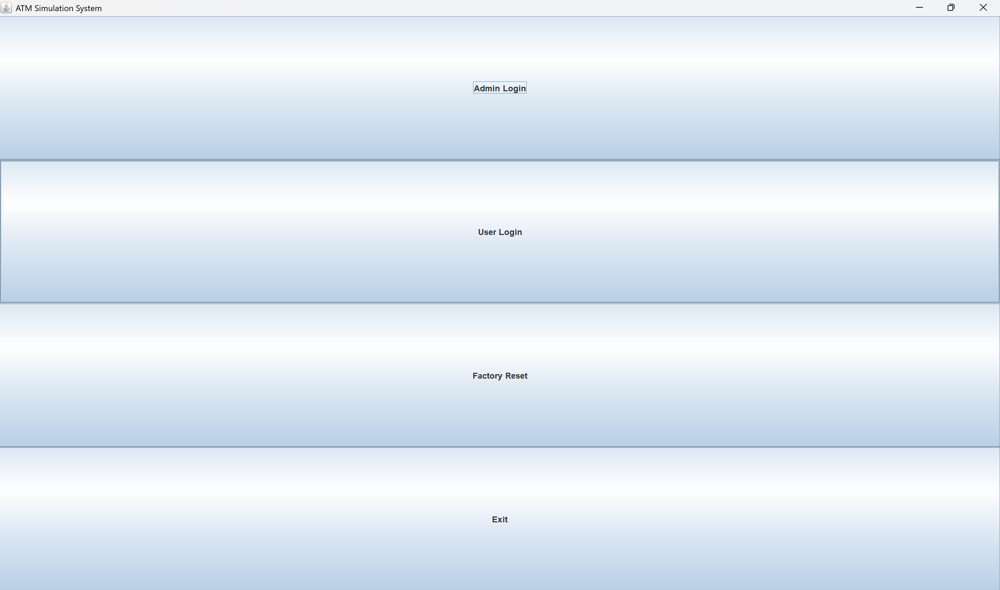 ATM Simulation System
Admin Login
User Login
Factory Reset
Exit